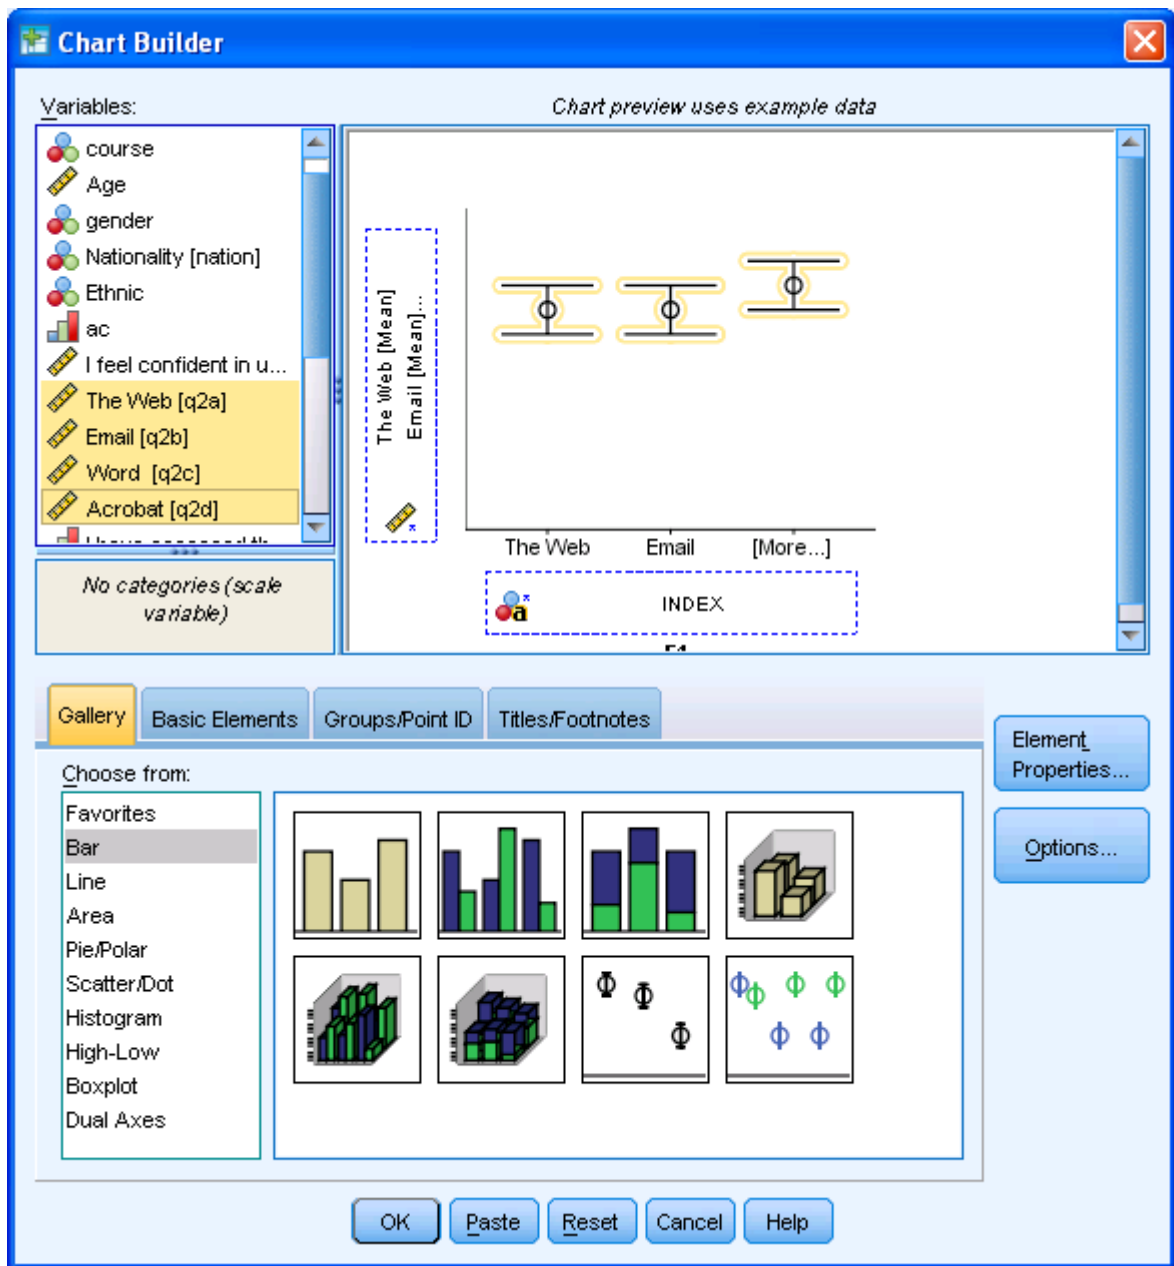 Chart Builder
Variables:
Chart preview uses example data
course
Age
gender
Nationality [nation]
Ethnic
ac
I feel confident in u...
The Web [q2a]
Email [q2b]
Word [q2c]
Acrobat [q2d]
No categories (scale
variable)
The Web [Mean]
Email [Mean]...
The Web
Email
[More...]
a
INDEX
Gallery
Basic Elements
Groups/Point ID
Titles/Footnotes
Element
Properties...
Options...
Choose from:
Favorites
Bar
Line
Area
Pie/Polar
Scatter/Dot
Histogram
High-Low
Boxplot
Dual Axes
OK
Paste
Reset
Cancel
Help